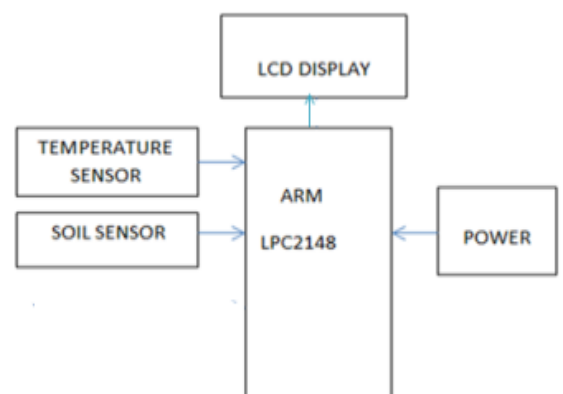 LCD DISPLAY
TEMPERATURE
SENSOR
SOIL SENSOR
ARM
LPC2148
POWER